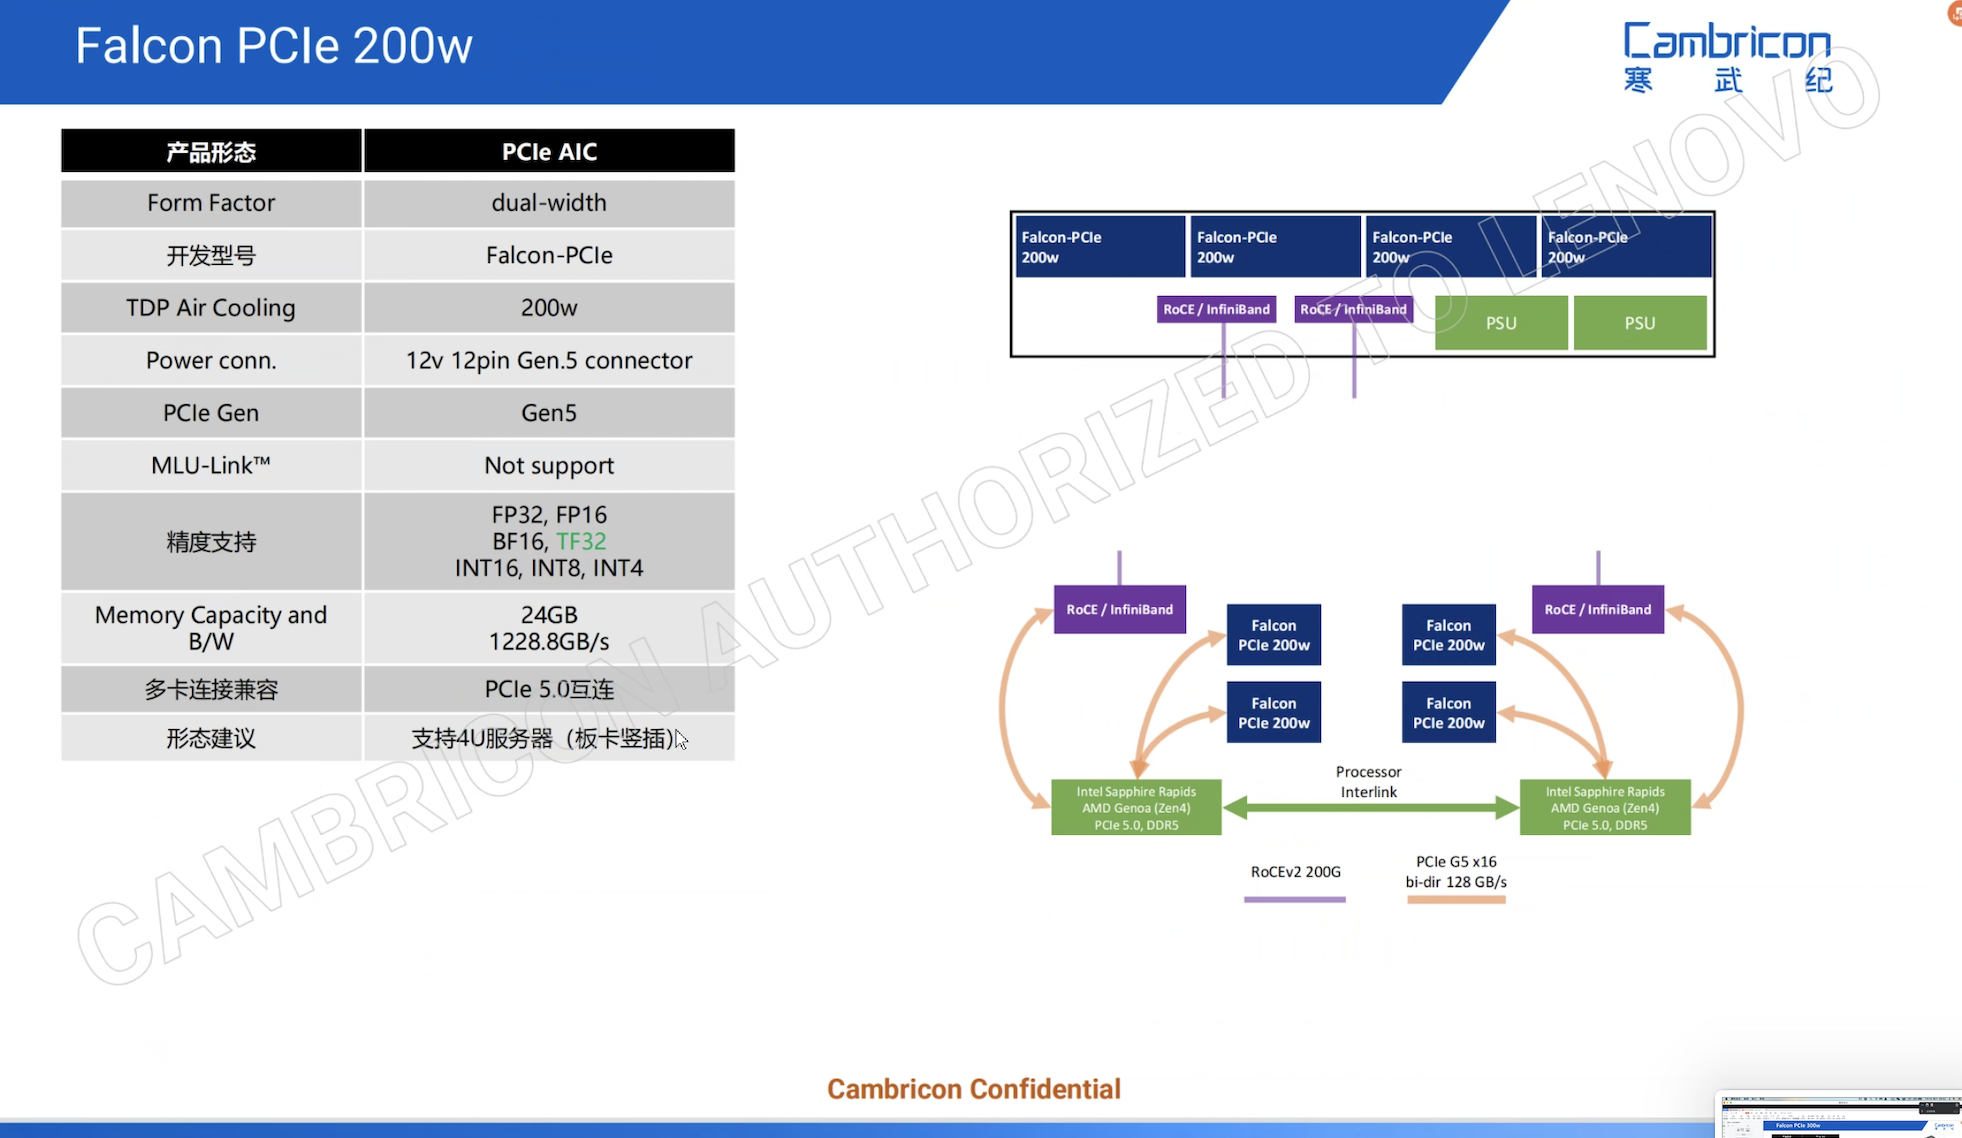 Falcon PCIe 200w
Cambricon
寒武纪
产品形态 PCIe AIC
Form Factor dual-width
开发型号 Falcon-PCIe
TDP Air Cooling 200w
Power conn. 12v 12pin Gen.5 connector
PCIe Gen Gen5
MLU-Link™ Not support
精度支持 FP32, FP16
BF16, TF32
INT16, INT8, INT4
Memory Capacity and
B/W
24GB
1228.8GB/s
多卡连接兼容 PCIe 5.0互连
形态建议 支持4U服务器（板卡竖插)
Falcon-PCIe
200w
Falcon-PCIe
200w
Falcon-PCIe
200w
Falcon-PCIe
200w
RoCE / InfiniBand
RoCE / InfiniBand
PSU
PSU
RoCE / InfiniBand
Falcon
PCIe 200w
Falcon
PCIe 200w
RoCE / InfiniBand
Falcon
PCIe 200w
Falcon
PCIe 200w
Processor
Interlink
Intel Sapphire Rapids
AMD Genoa (Zen4)
PCIe 5.0, DDR5
Intel Sapphire Rapids
AMD Genoa (Zen4)
PCIe 5.0, DDR5
RoCEv2 200G
PCIe G5 x16
bi-dir 128 GB/s
CAMBRICON AUTHORIZED TO LENOVO
Cambricon Confidential
Falcon PCIe 300w